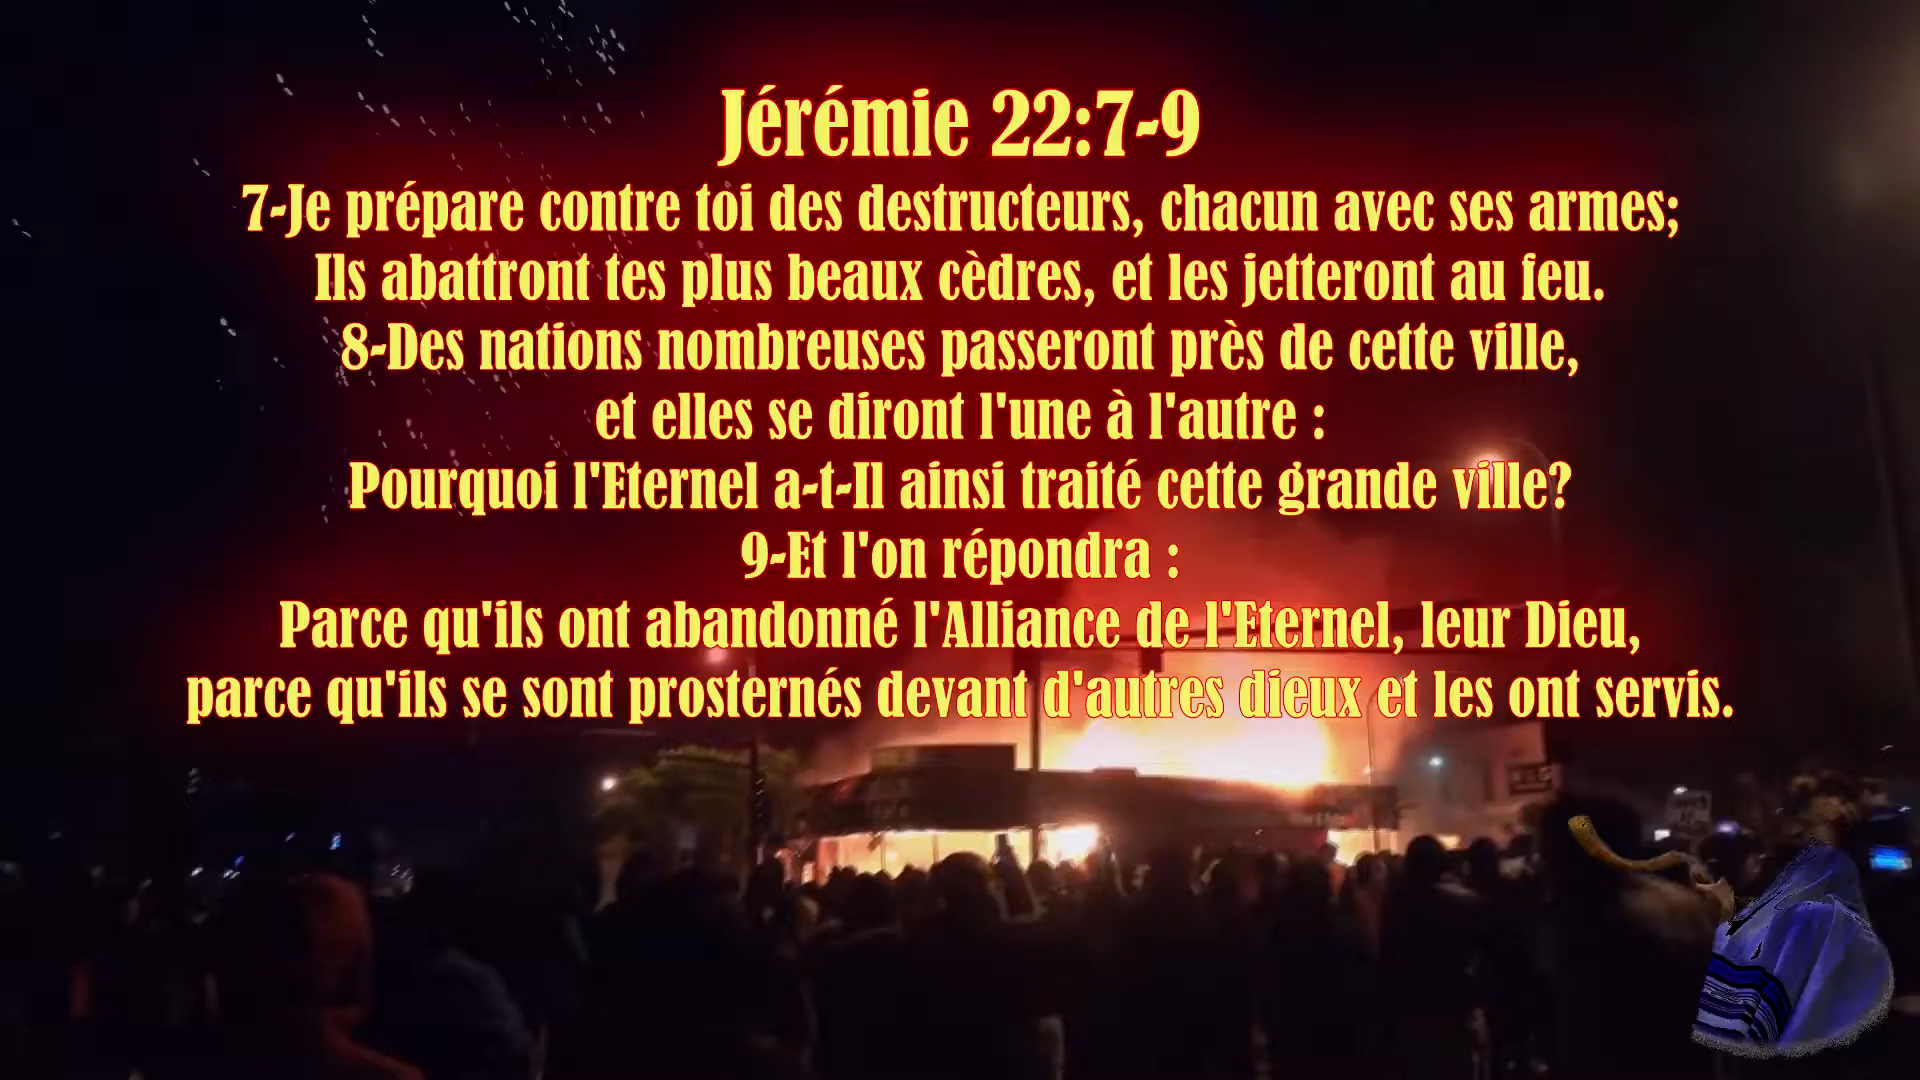 Jérémie 22:7-9
7-Je prépare contre toi des destructeurs, chacun avec ses armes;
Ils abattront tes plus beaux cèdres, et les jetteront au feu.
8-Des nations nombreuses passeront près de cette ville,
et elles se diront l'une à l'autre :
Pourquoi l'Eternel a-t-Il ainsi traité cette grande ville?
9-Et l'on répondra :
Parce qu'ils ont abandonné l'Alliance de l'Eternel, leur Dieu,
parce qu'ils se sont prosternés devant d'autres dieux et les ont servis.